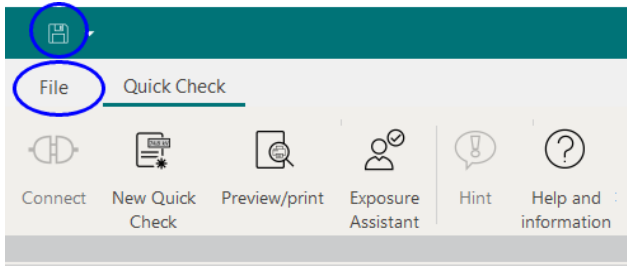 File Quick Check
Connect New Quick Preview/print Exposure Hint Help and
Check Assistant information